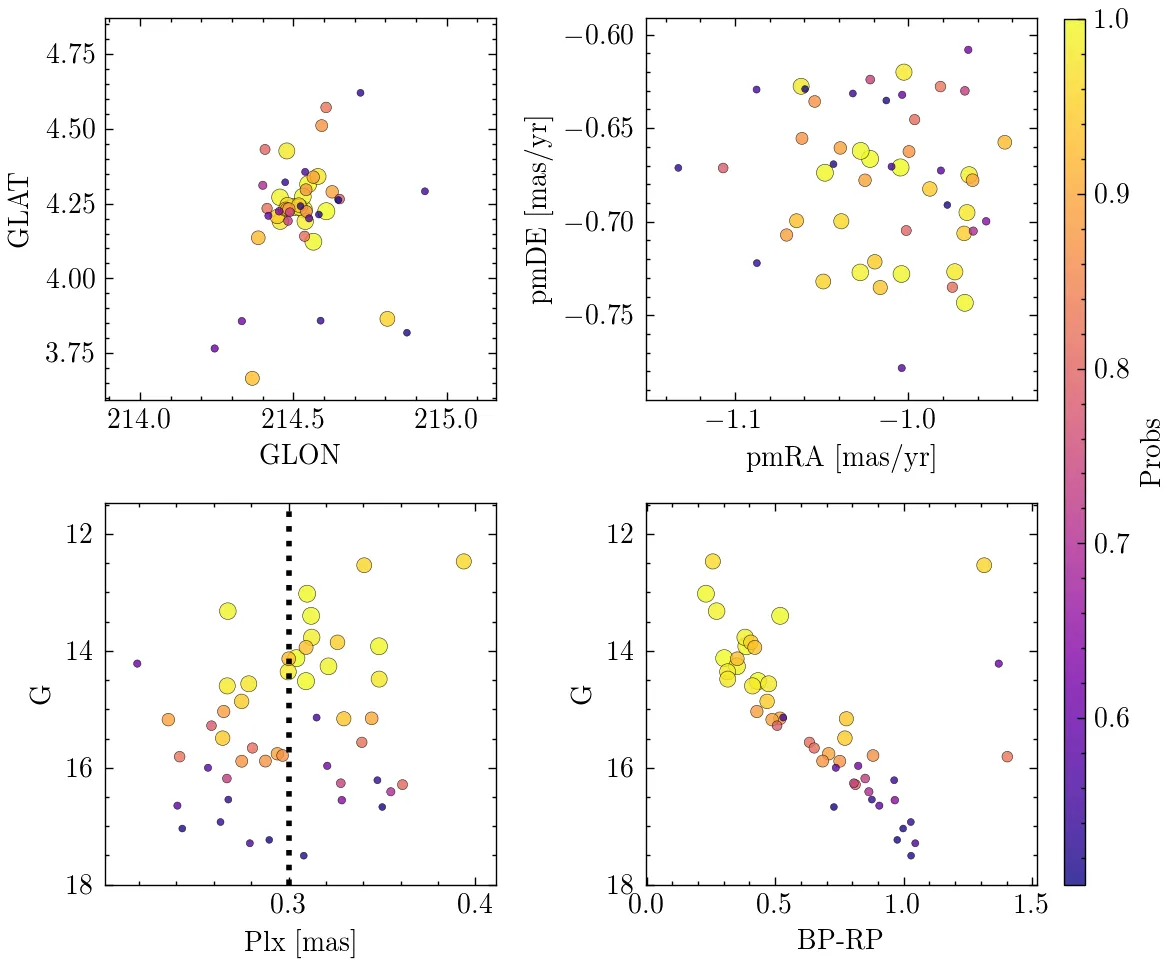 4.75
4.50
4.25
4.00
3.75
GLAT
214.0 214.5 215.0
GLON
−0.60
−0.65
−0.70
−0.75
pmDE [mas/yr]
−1.1 −1.0
pmRA [mas/yr]
12
14
16
18
G
0.3 0.4
Plx [mas]
12
14
16
18
G
0.0 0.5 1.0 1.5
BP-RP
1.0
0.9
0.8
0.7
0.6
Probs